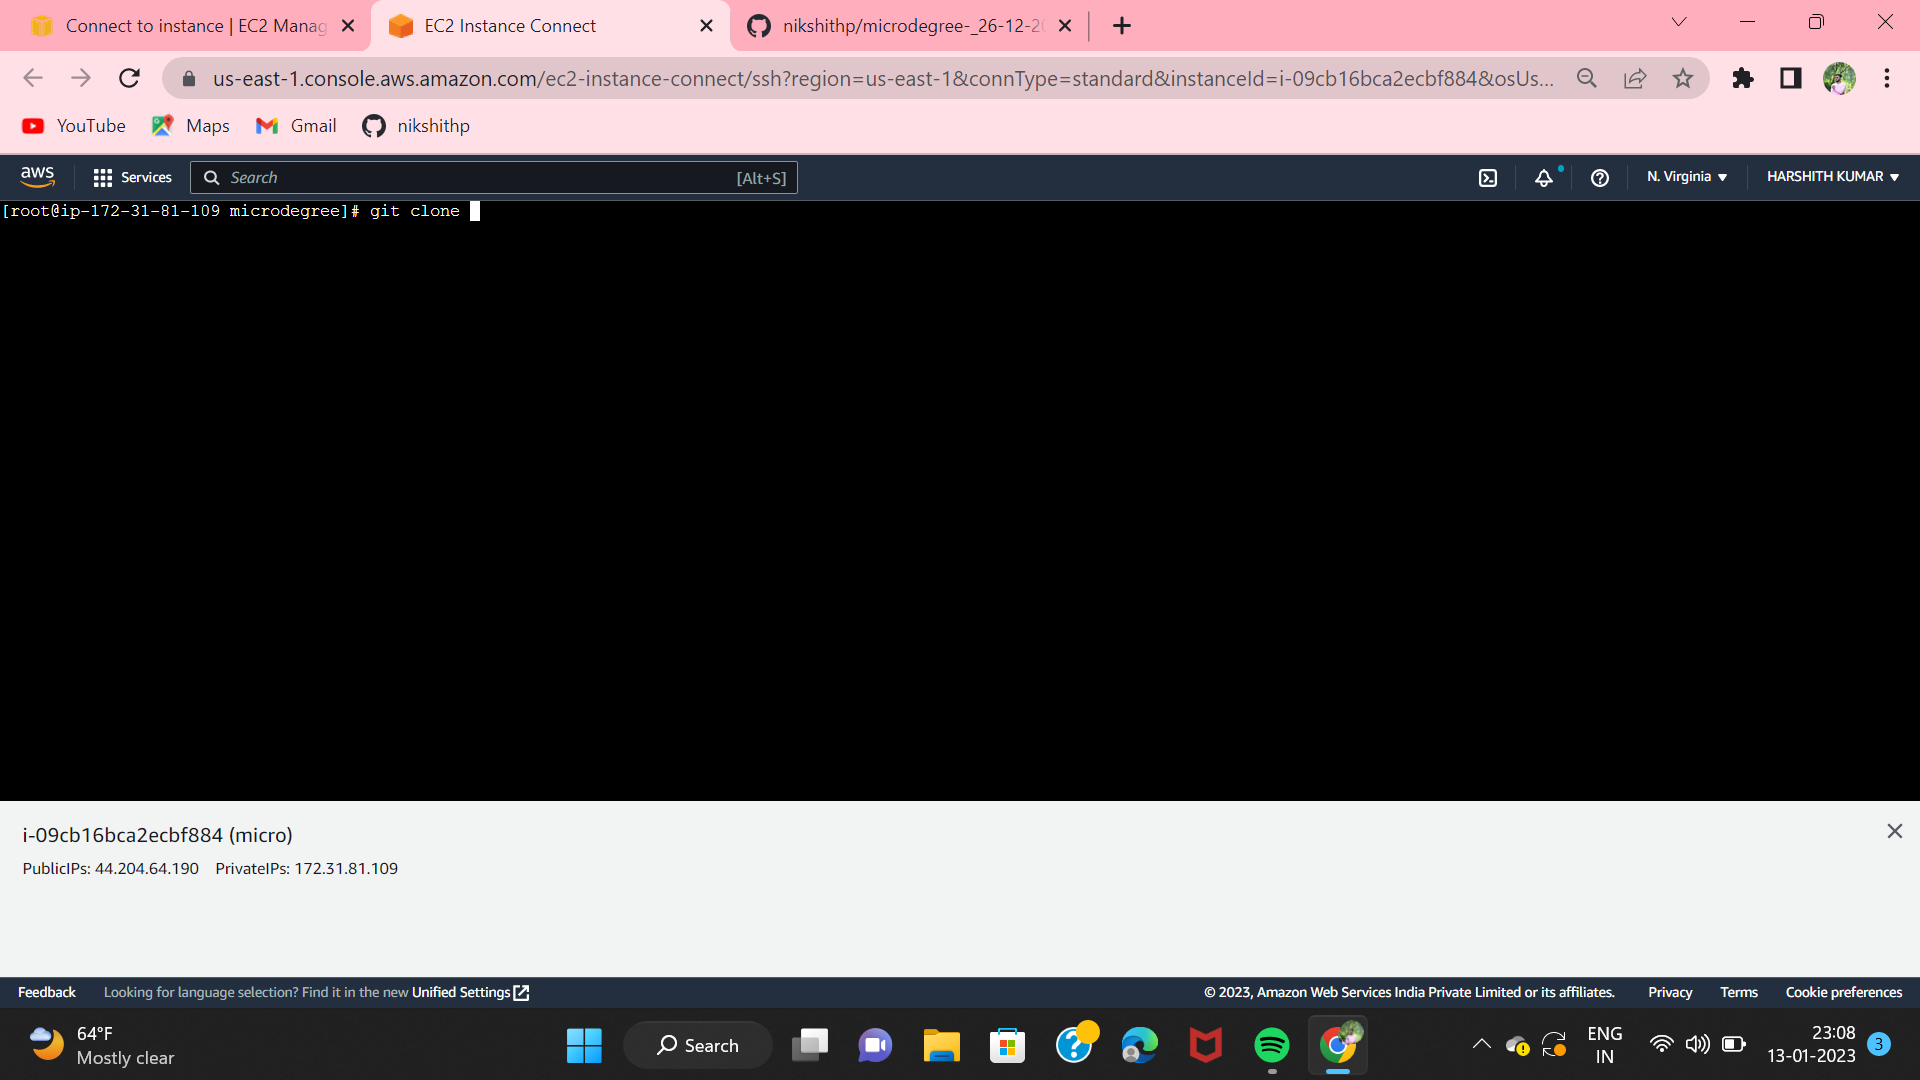 Connect to instance | EC2 Manag
EC2 Instance Connect
nikshithp/microdegree-_26-12-20
us-east-1.console.aws.amazon.com/ec2-instance-connect/ssh?region=us-east-1&connType=standard&instanceId=i-09cb16bca2ecbf884&osUs...
YouTube
Maps
Gmail
nikshithp
aws
Services
Search
[Alt+S]
N. Virginia
HARSHITH KUMAR
[root@ip-172-31-81-109 microdegree]# git clone
i-09cb16bca2ecbf884 (micro)
PublicIPs: 44.204.64.190 PrivateIPs: 172.31.81.109
Feedback
Looking for language selection? Find it in the new Unified Settings
© 2023, Amazon Web Services India Private Limited or its affiliates.
Privacy
Terms
Cookie preferences
64°F
Mostly clear
Search
ENG
IN
23:08
13-01-2023
3